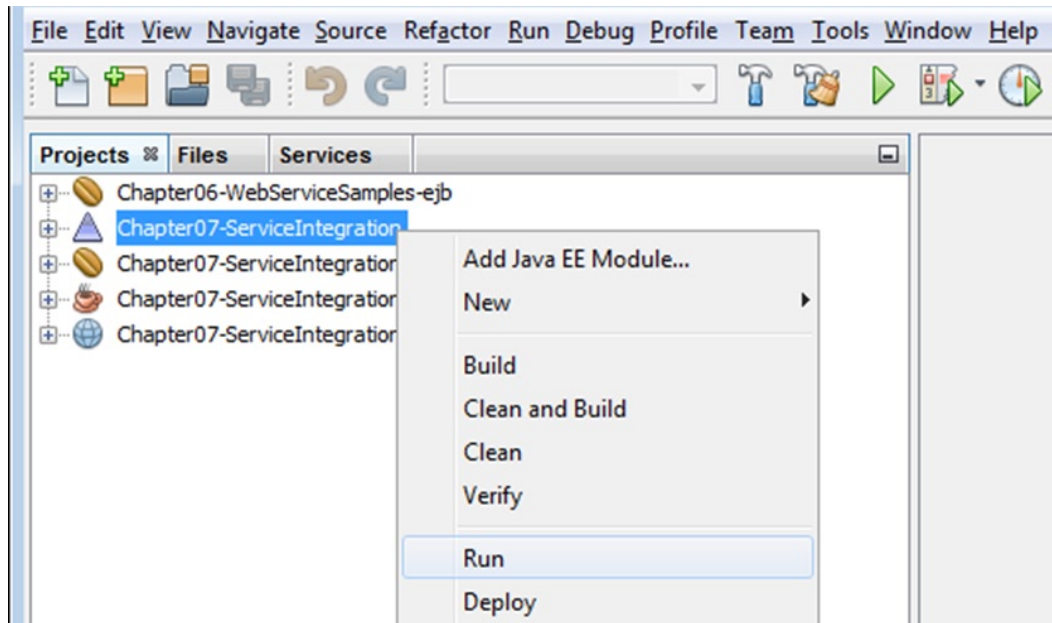 File Edit View Navigate Source Refactor Run Debug Profile Team Tools Window Help
Projects Files Services
Chapter06-WebServiceSamples-ejb
Chapter07-ServiceIntegration
Chapter07-ServiceIntegration
Chapter07-ServiceIntegration
Chapter07-ServiceIntegration
Add Java EE Module...
New
Build
Clean and Build
Clean
Verify
Run
Deploy